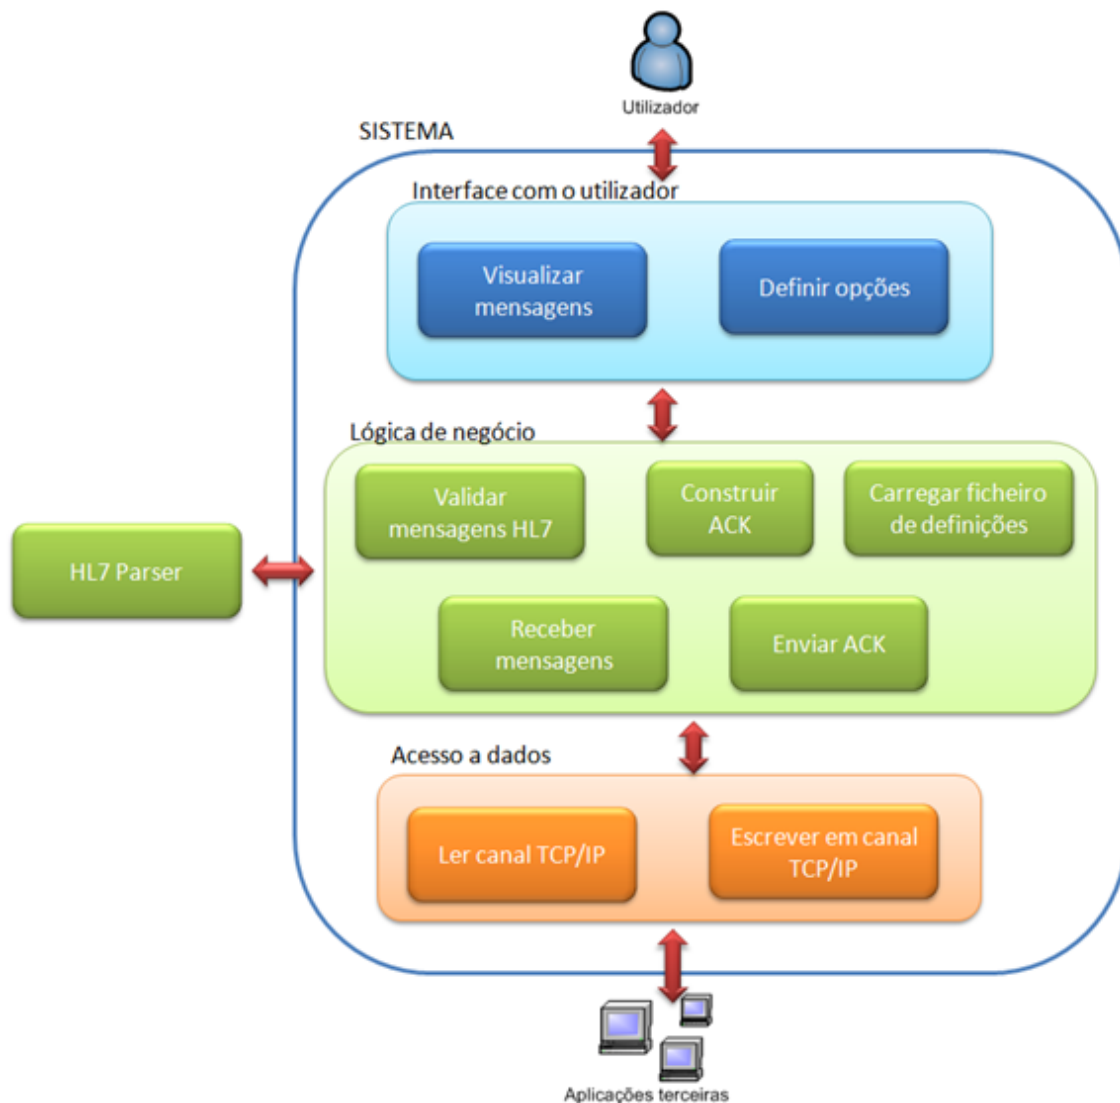 Utilizador
SISTEMA
Interface com o utilizador
Visualizar
mensagens
Definir opções
Lógica de negócio
Validar
mensagens HL7
Construir
ACK
Carregar ficheiro
de definições
HL7 Parser
Receber
mensagens
Enviar ACK
Acesso a dados
Ler canal TCP/IP
Escrever em canal
TCP/IP
Aplicações terceiras